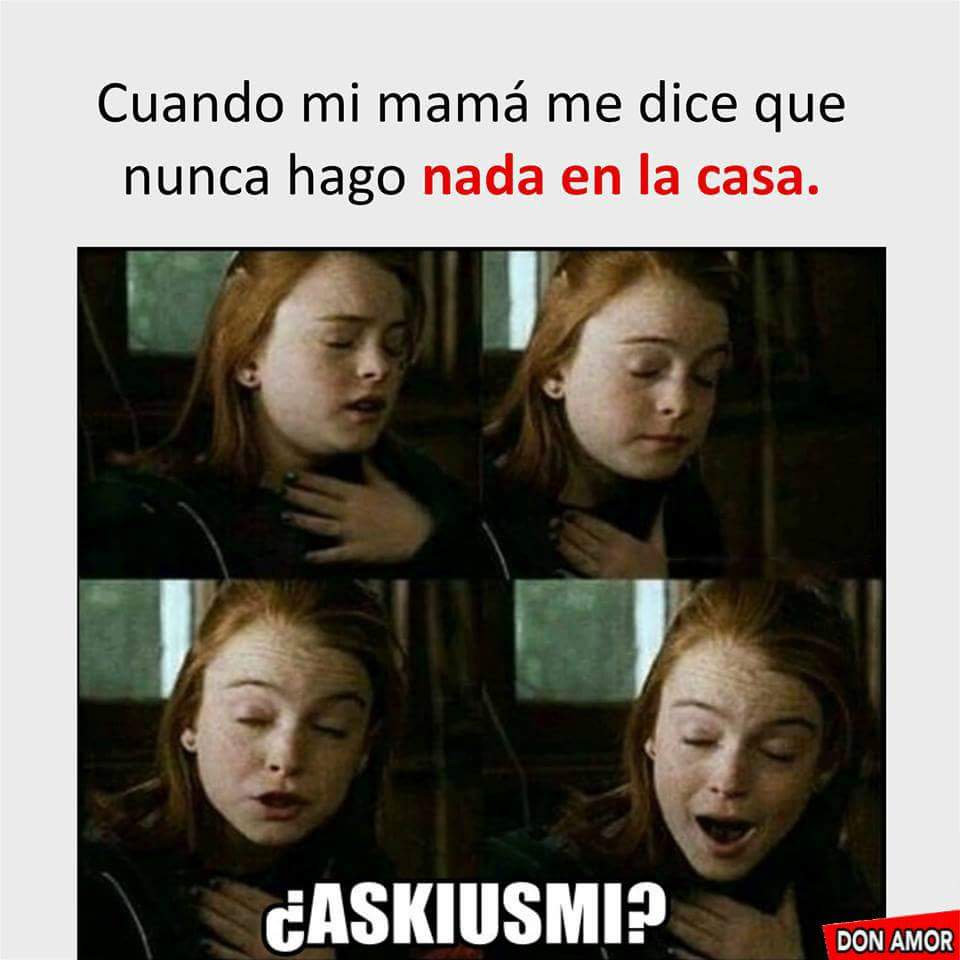 Cuando mi mamá me dice que
nunca hago nada en la casa.
¿ASKIUSMI?
DON AMOR